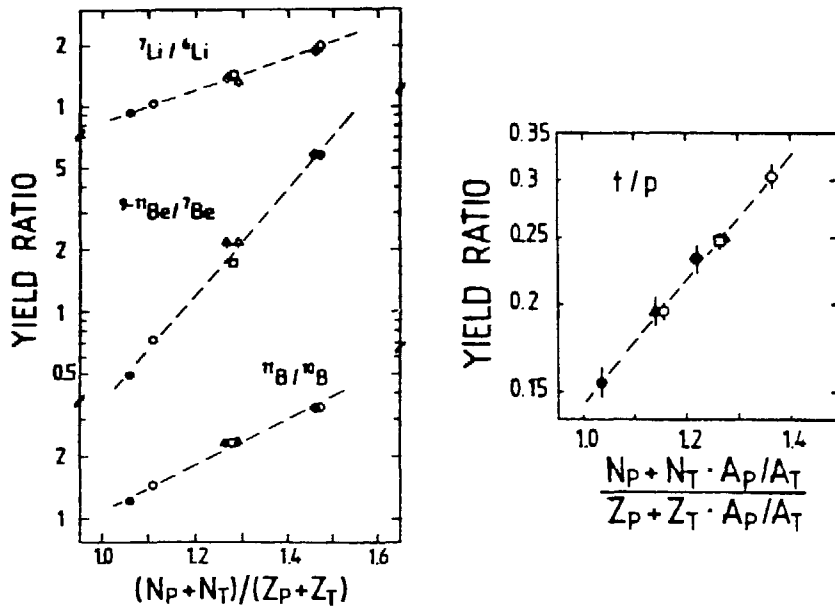 YIELD RATIO
2
1
5
2
1
0.5
2
1
⁷Li / ⁶Li
⁹⁻¹¹Be / ⁷Be
¹¹B / ¹⁰B
1.0
1.2
1.4
1.6
(N_P + N_T)/(Z_P + Z_T)
YIELD RATIO
0.35
0.3
0.25
0.2
0.15
t / p
1.0
1.2
1.4
N_P + N_T · A_P / A_T
Z_P + Z_T · A_P / A_T